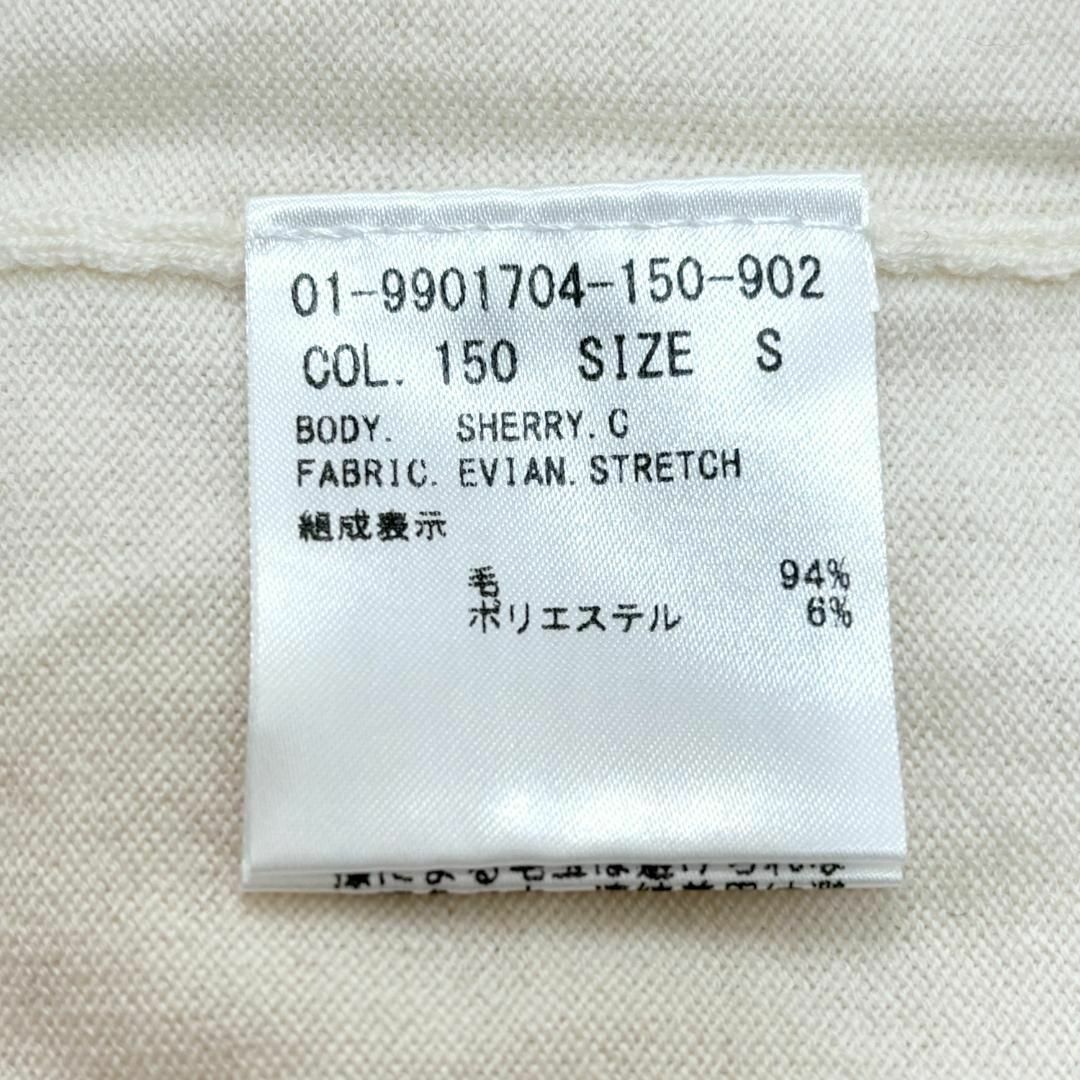 01-9901704-150-902
COL. 150 SIZE S
BODY. SHERRY. C
FABRIC. EVIAN. STRETCH
組成表示
毛 94%
ポリエステル 6%